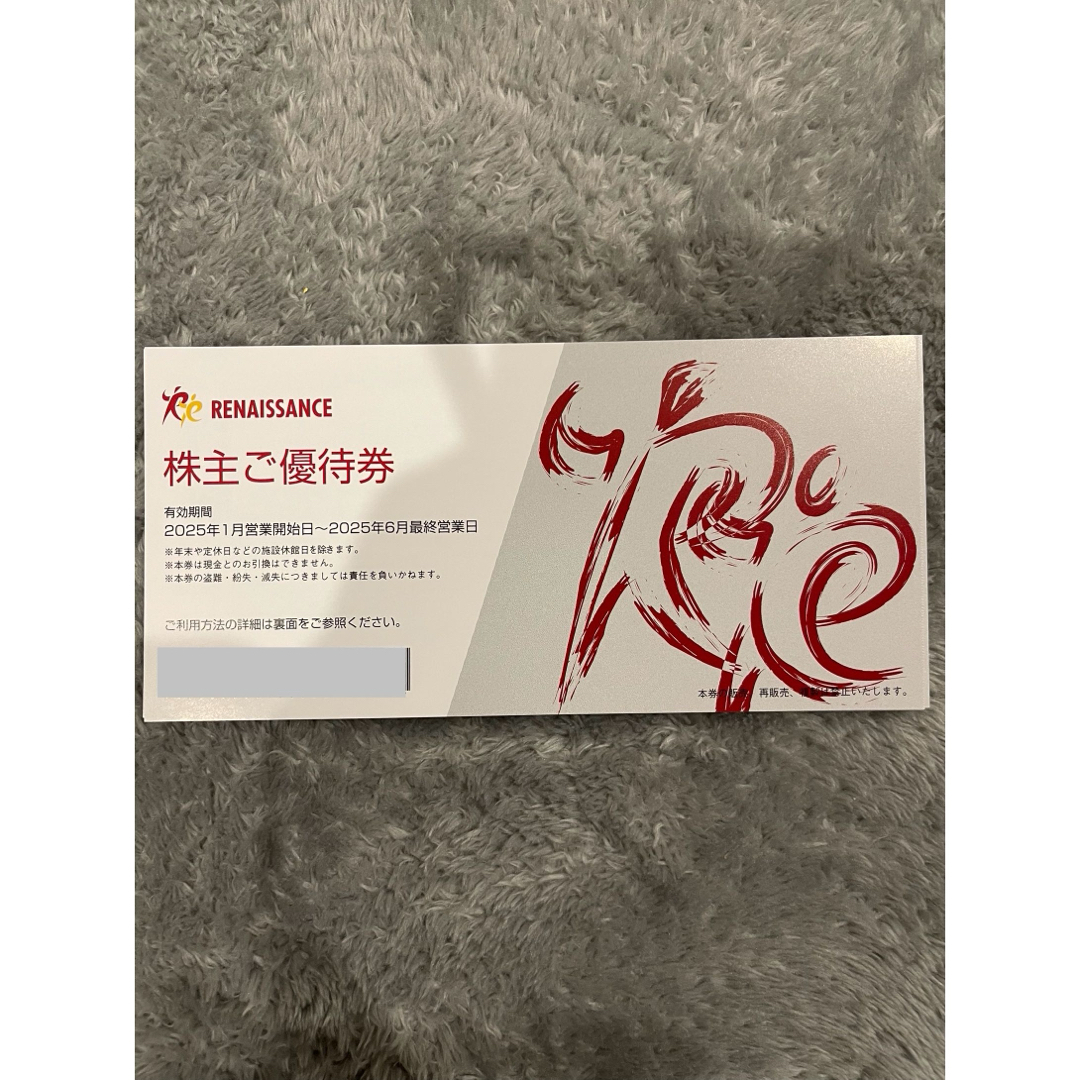 RENAISSANCE
株主ご優待券
有効期間
2025年1月営業開始日～2025年6月最終営業日
※年末や定休日などの施設休館日を除きます。
※本券は現金とのお引換はできません。
※本券の盗難・紛失・滅失につきましては責任を負いかねます。
ご利用方法の詳細は裏面をご参照ください。
本券の販売、再販売、複製は禁止いたします。